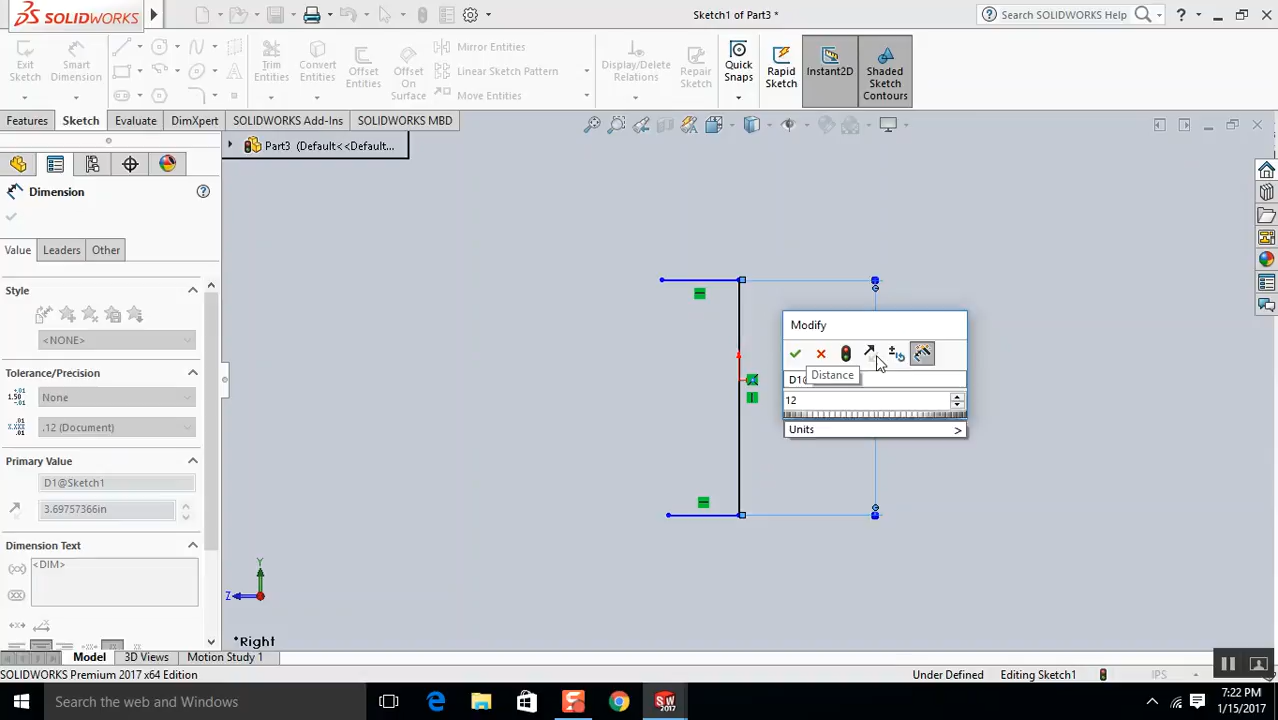 SOLIDWORKS
Sketch1 of Part3 *
Search SOLIDWORKS Help
?
Exit Sketch
Smart Dimension
Trim Entities
Convert Entities
Offset Entities
Offset On Surface
Mirror Entities
Linear Sketch Pattern
Move Entities
Display/Delete Relations
Repair Sketch
Quick Snaps
Rapid Sketch
Instant2D
Shaded Sketch Contours
Features
Sketch
Evaluate
DimXpert
SOLIDWORKS Add-Ins
SOLIDWORKS MBD
Part3 (Default<<Default...
Dimension
Value
Leaders
Other
Style
<NONE>
Tolerance/Precision
None
.12 (Document)
Primary Value
D1@Sketch1
3.69757366in
Dimension Text
<DIM>
Modify
Distance
D1@
12
Units >
Y
Z
*Right
Model
3D Views
Motion Study 1
SOLIDWORKS Premium 2017 x64 Edition
Under Defined
Editing Sketch1
IPS
Search the web and Windows
7:22 PM
1/15/2017